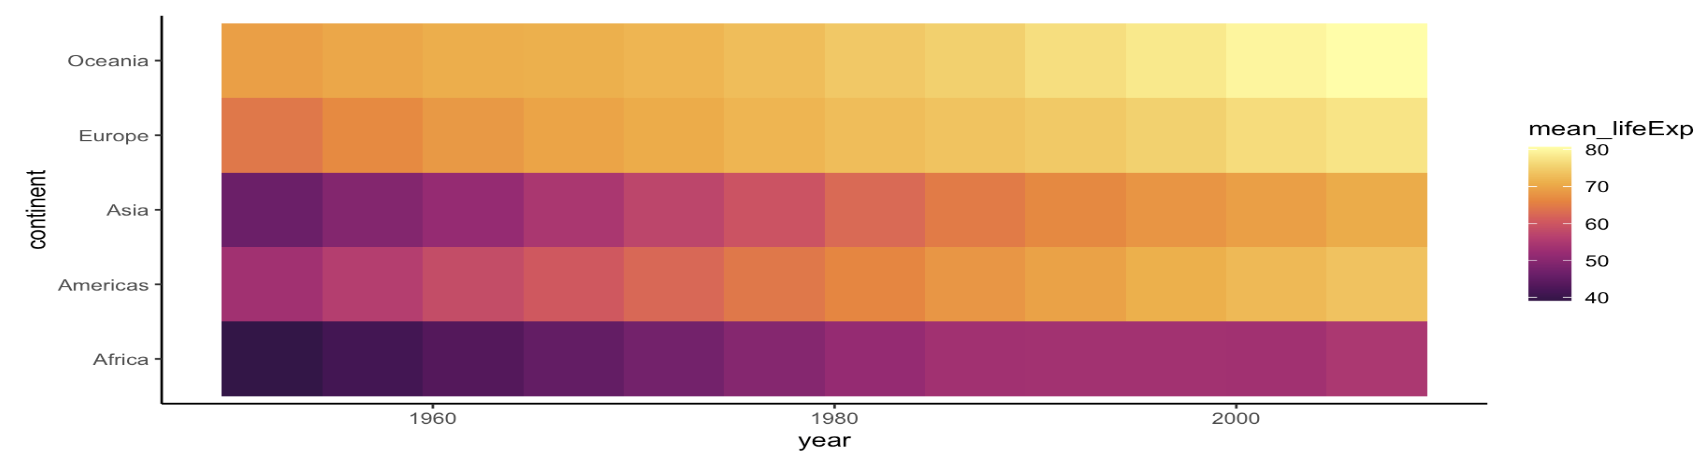 continent
Oceania
Europe
Asia
Americas
Africa
1960
1980
2000
year
mean_lifeExp
80
70
60
50
40